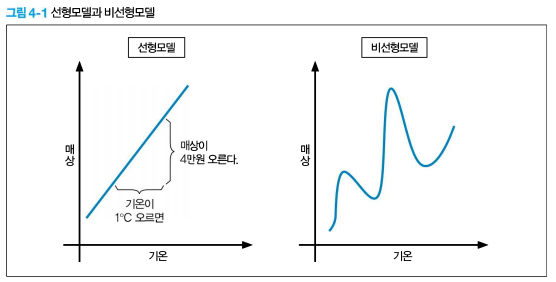 그림 4-1 선형모델과 비선형모델
선형모델
매상
매상이
4만원 오른다.
기온이
1℃ 오르면
기온
비선형모델
매상
기온